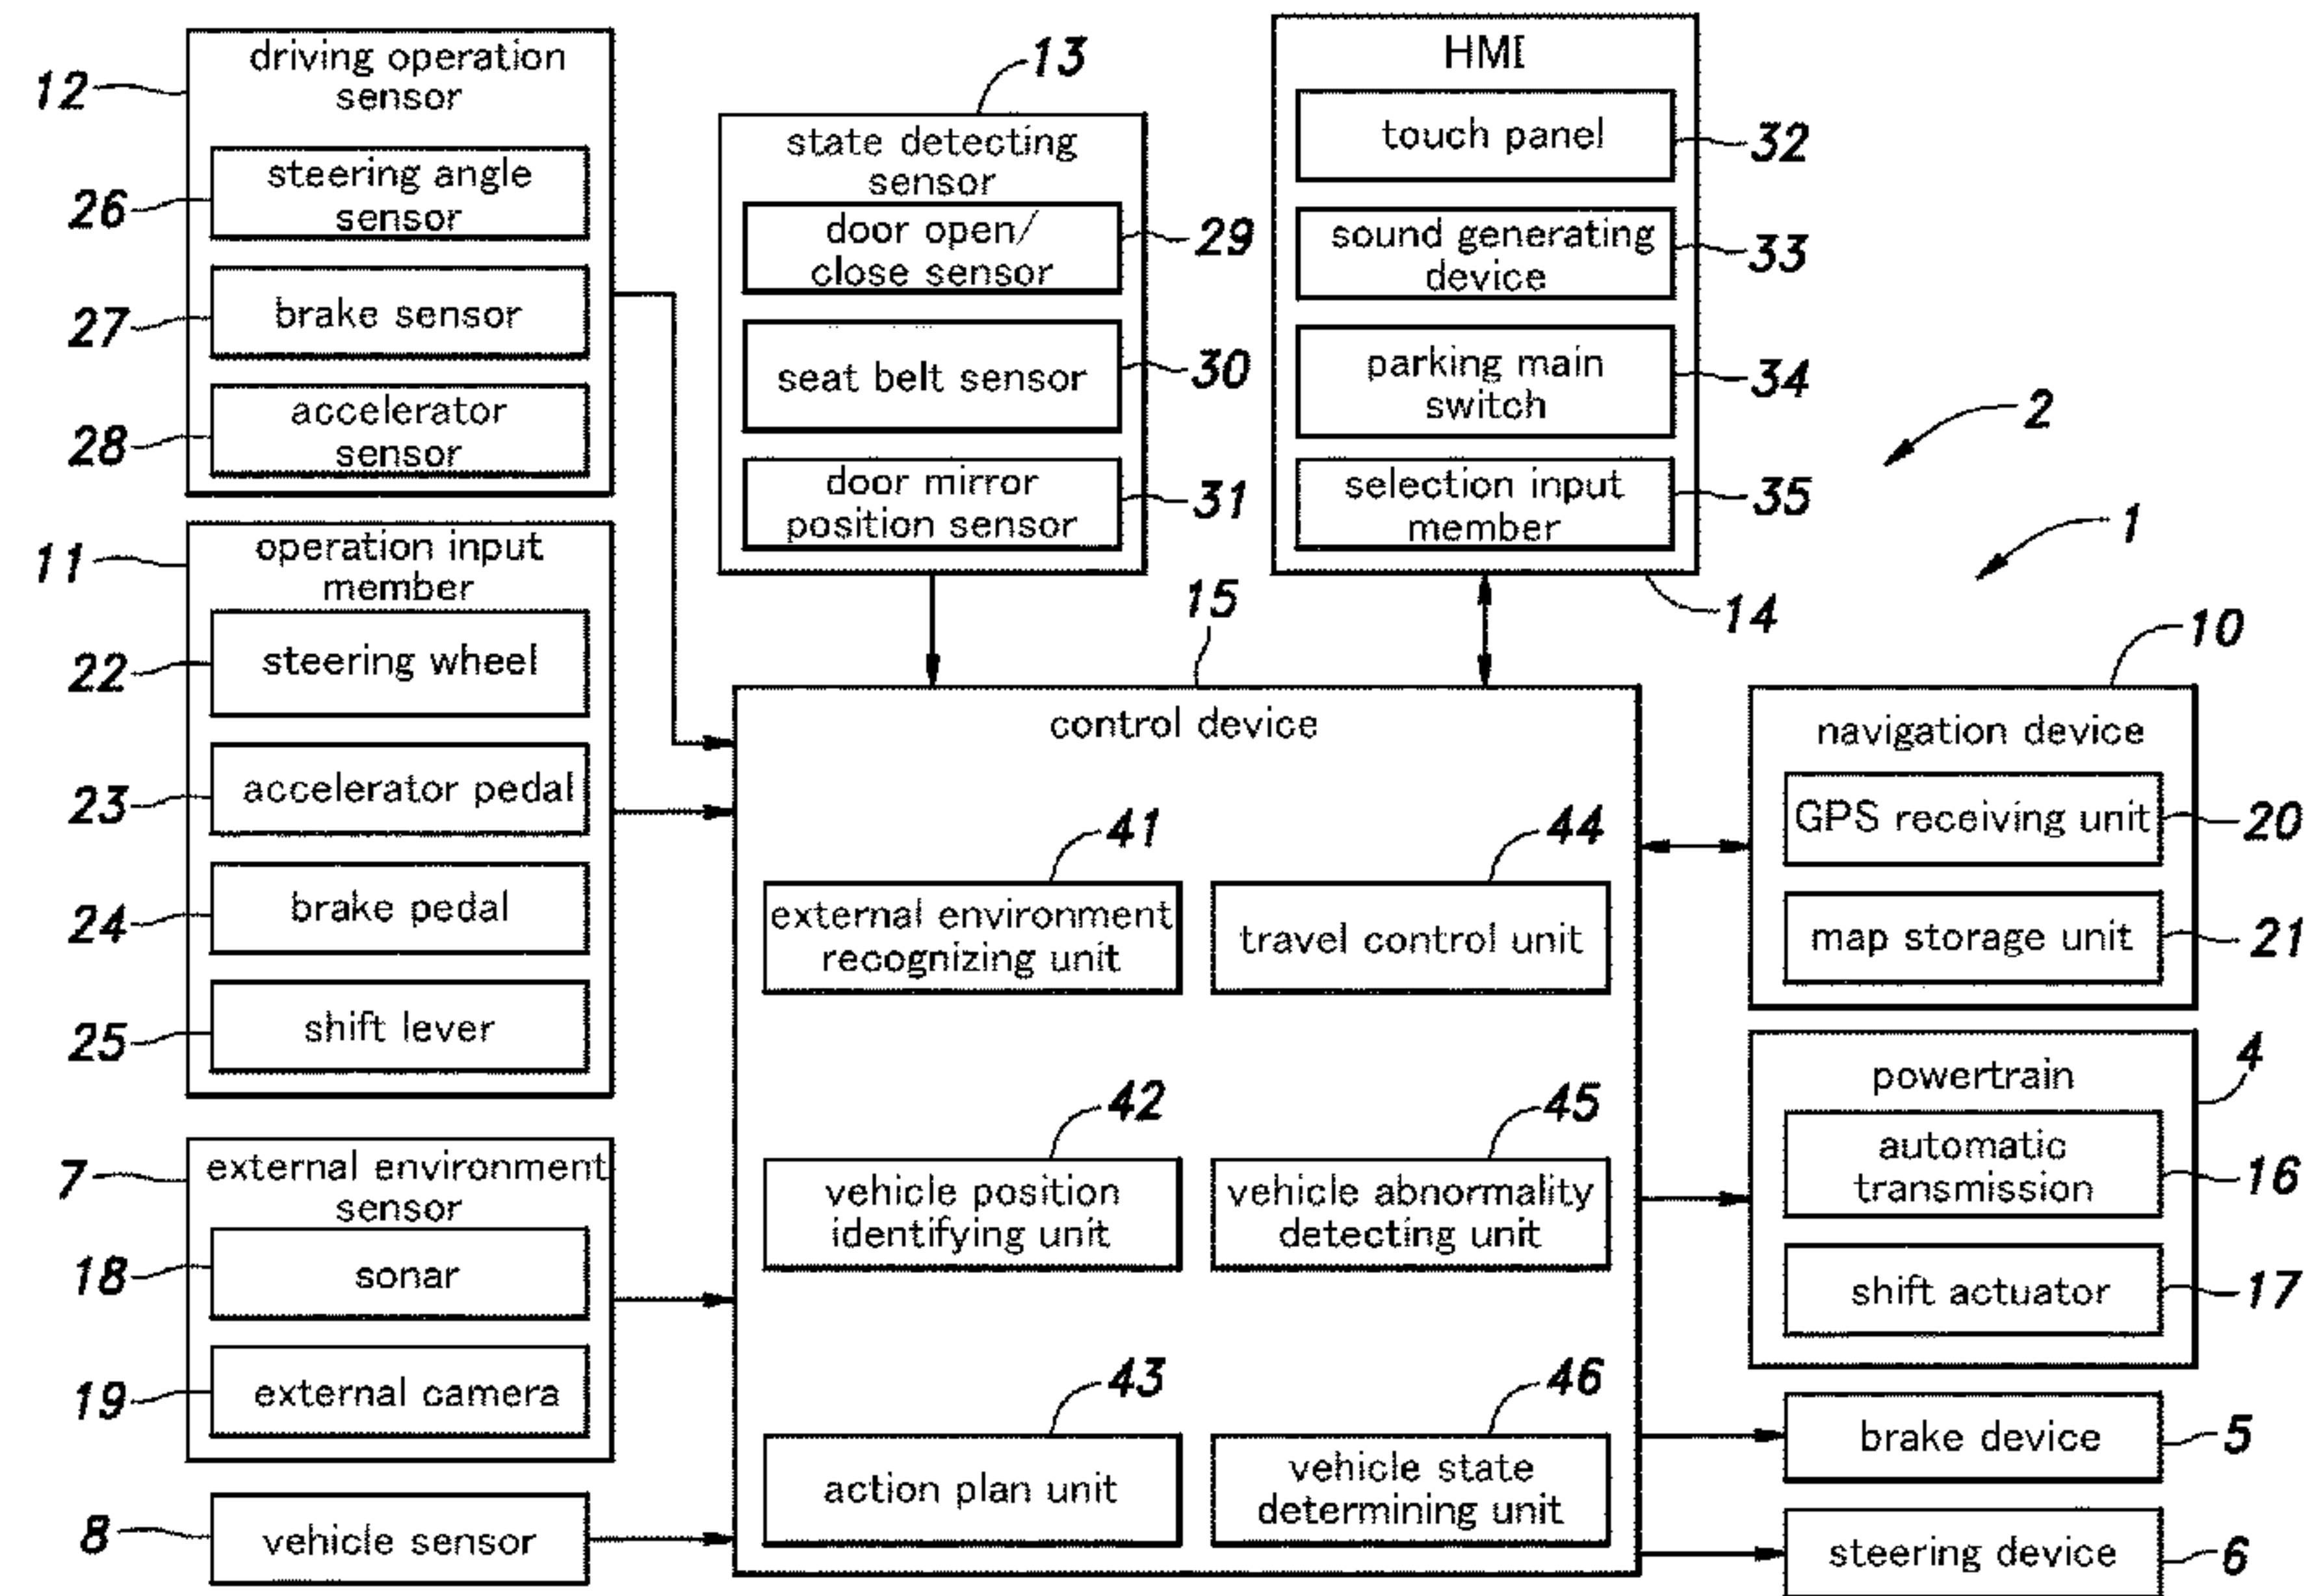 12
driving operation
sensor
26
steering angle
sensor
27
brake sensor
28
accelerator
sensor
13
state detecting
sensor
door open/
close sensor
29
seat belt sensor
30
door mirror
position sensor
31
HMI
touch panel
32
sound generating
device
33
parking main
switch
34
selection input
member
35
14
2
1
11
operation input
member
22
steering wheel
23
accelerator pedal
24
brake pedal
25
shift lever
7
external environment
sensor
18
sonar
19
external camera
8
vehicle sensor
15
control device
41
external environment
recognizing unit
44
travel control unit
42
vehicle position
identifying unit
45
vehicle abnormality
detecting unit
43
action plan unit
46
vehicle state
determining unit
10
navigation device
GPS receiving unit
20
map storage unit
21
4
powertrain
automatic
transmission
16
shift actuator
17
brake device
5
steering device
6